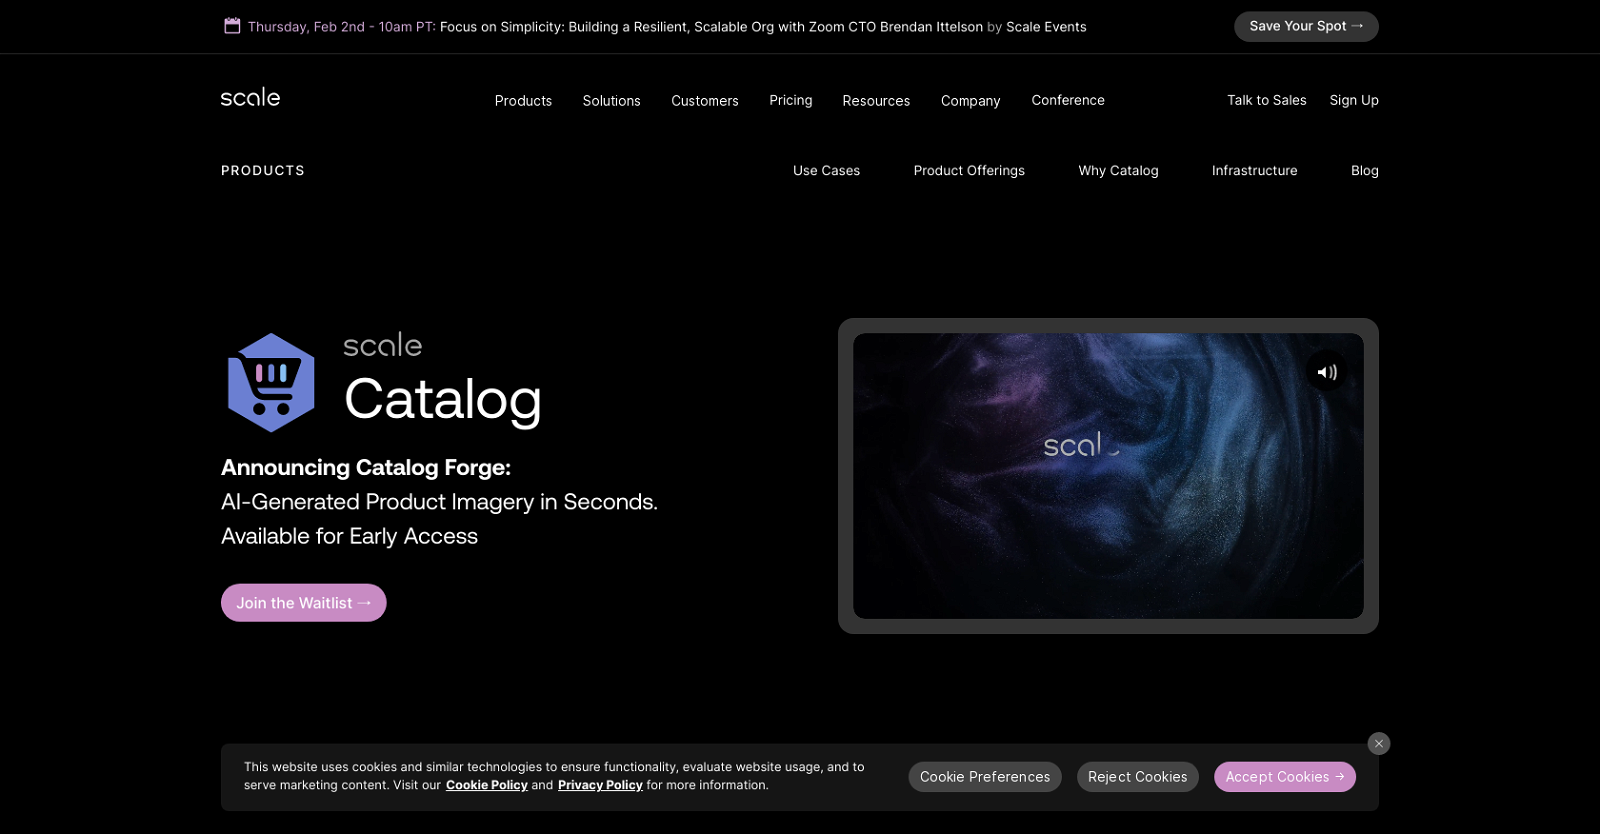 Thursday, Feb 2nd - 10am PT: Focus on Simplicity: Building a Resilient, Scalable Org with Zoom CTO Brendan Ittelson by Scale Events
Save Your Spot →
scale
Products
Solutions
Customers
Pricing
Resources
Company
Conference
Talk to Sales
Sign Up
PRODUCTS
Use Cases
Product Offerings
Why Catalog
Infrastructure
Blog
scale
Catalog
Announcing Catalog Forge:
AI-Generated Product Imagery in Seconds.
Available for Early Access
Join the Waitlist →
scale
This website uses cookies and similar technologies to ensure functionality, evaluate website usage, and to
serve marketing content. Visit our Cookie Policy and Privacy Policy for more information.
Cookie Preferences
Reject Cookies
Accept Cookies →